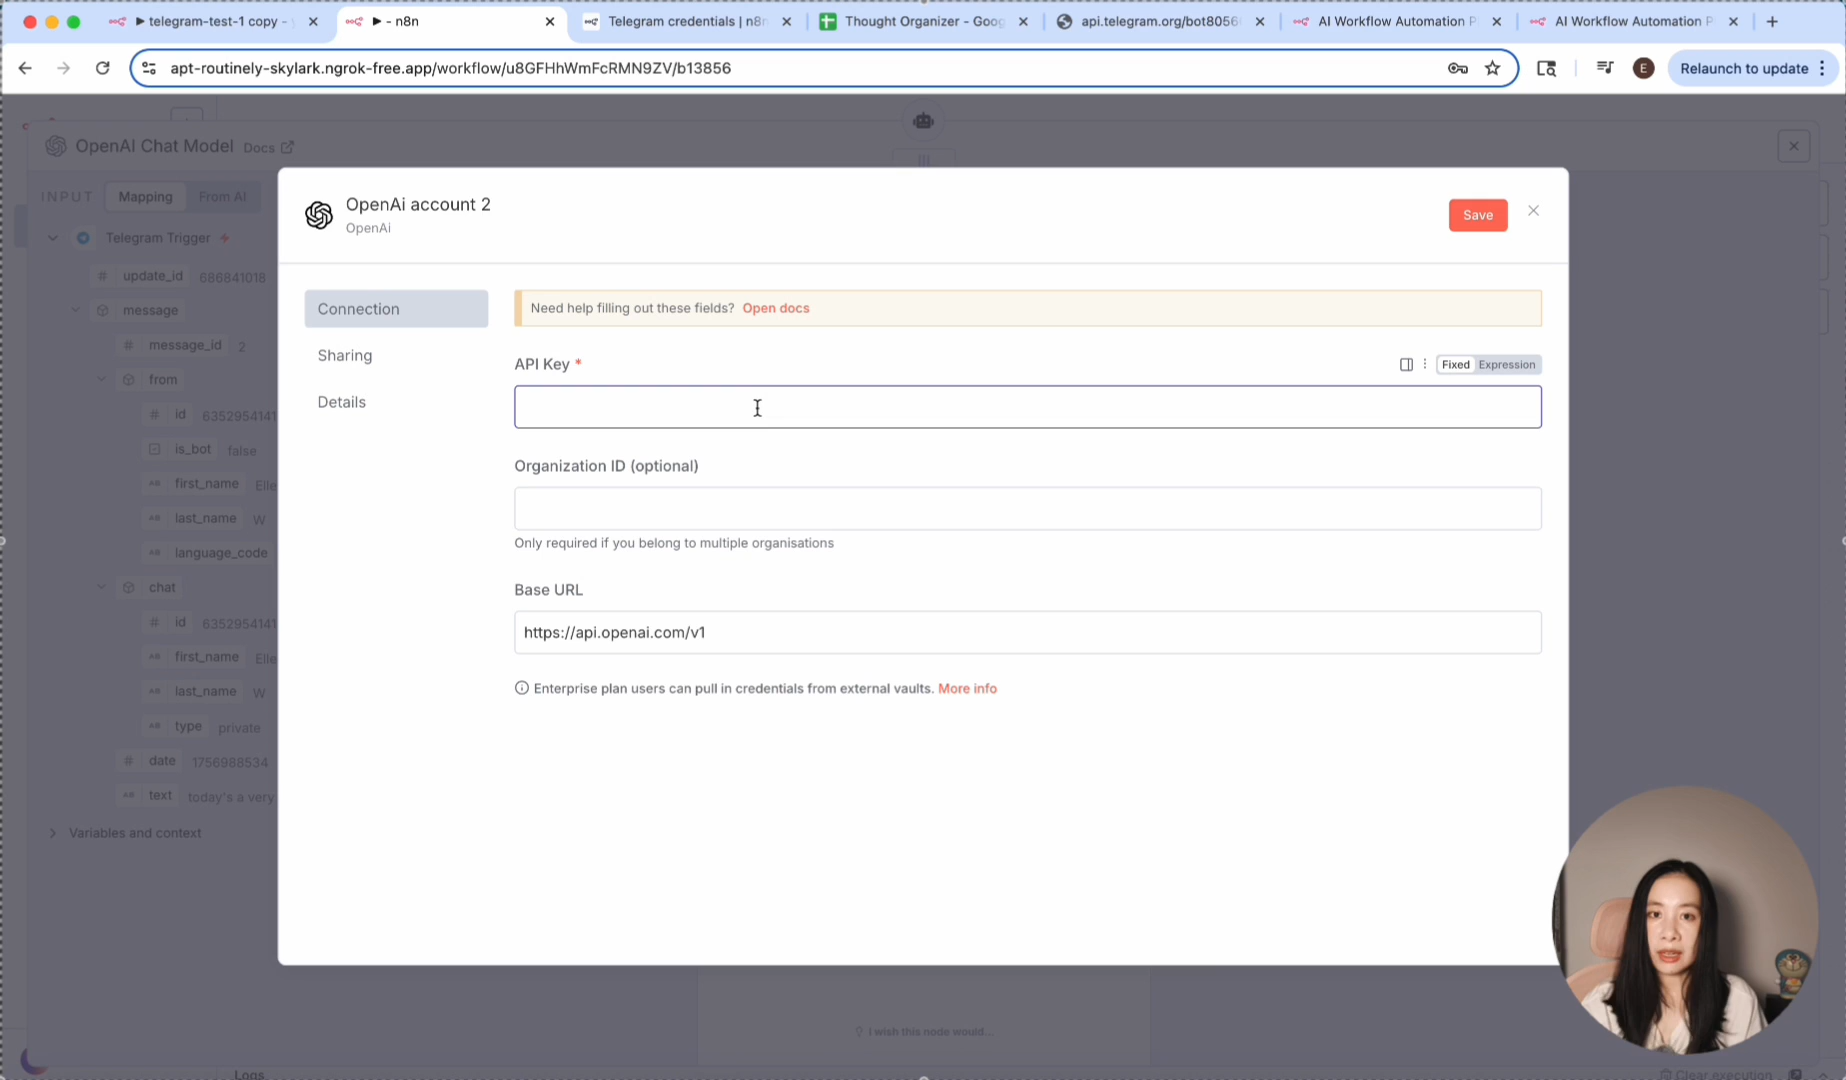 telegram-test-1 copy -
- n8n
Telegram credentials | n8n
Thought Organizer - Goog
api.telegram.org/bot8056
AI Workflow Automation P
AI Workflow Automation P
apt-routinely-skylark.ngrok-free.app/workflow/u8GFHhWmFcRMN9ZV/b13856
E
Relaunch to update
OpenAI Chat Model
Docs
INPUT
Mapping
From AI
Telegram Trigger
update_id 686841018
message
message_id 2
from
id 6352954141
is_bot false
first_name Elle
last_name W
language_code
chat
id 6352954141
first_name Elle
last_name W
type private
date 1756988534
text today's a very
Variables and context
OpenAi account 2
OpenAi
Save
Connection
Sharing
Details
Need help filling out these fields? Open docs
API Key *
Fixed Expression
Organization ID (optional)
Only required if you belong to multiple organisations
Base URL
https://api.openai.com/v1
Enterprise plan users can pull in credentials from external vaults. More info
I wish this node would...
Logs
Clear execution